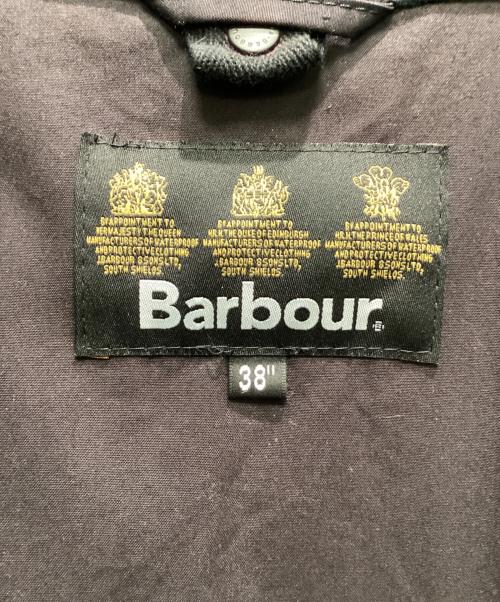 BY APPOINTMENT TO
HER MAJESTY THE QUEEN
MANUFACTURERS OF WATERPROOF
AND PROTECTIVE CLOTHING
J.BARBOUR & SONS LTD,
SOUTH SHIELDS.
BY APPOINTMENT TO
H.R.H. THE DUKE OF EDINBURGH
MANUFACTURERS OF WATERPROOF
AND PROTECTIVE CLOTHING
J.BARBOUR & SONS LTD,
SOUTH SHIELDS.
BY APPOINTMENT TO
H.R.H. THE PRINCE OF WALES
MANUFACTURERS OF WATERPROOF
AND PROTECTIVE CLOTHING
J.BARBOUR & SONS LTD,
SOUTH SHIELDS.
Barbour
38"